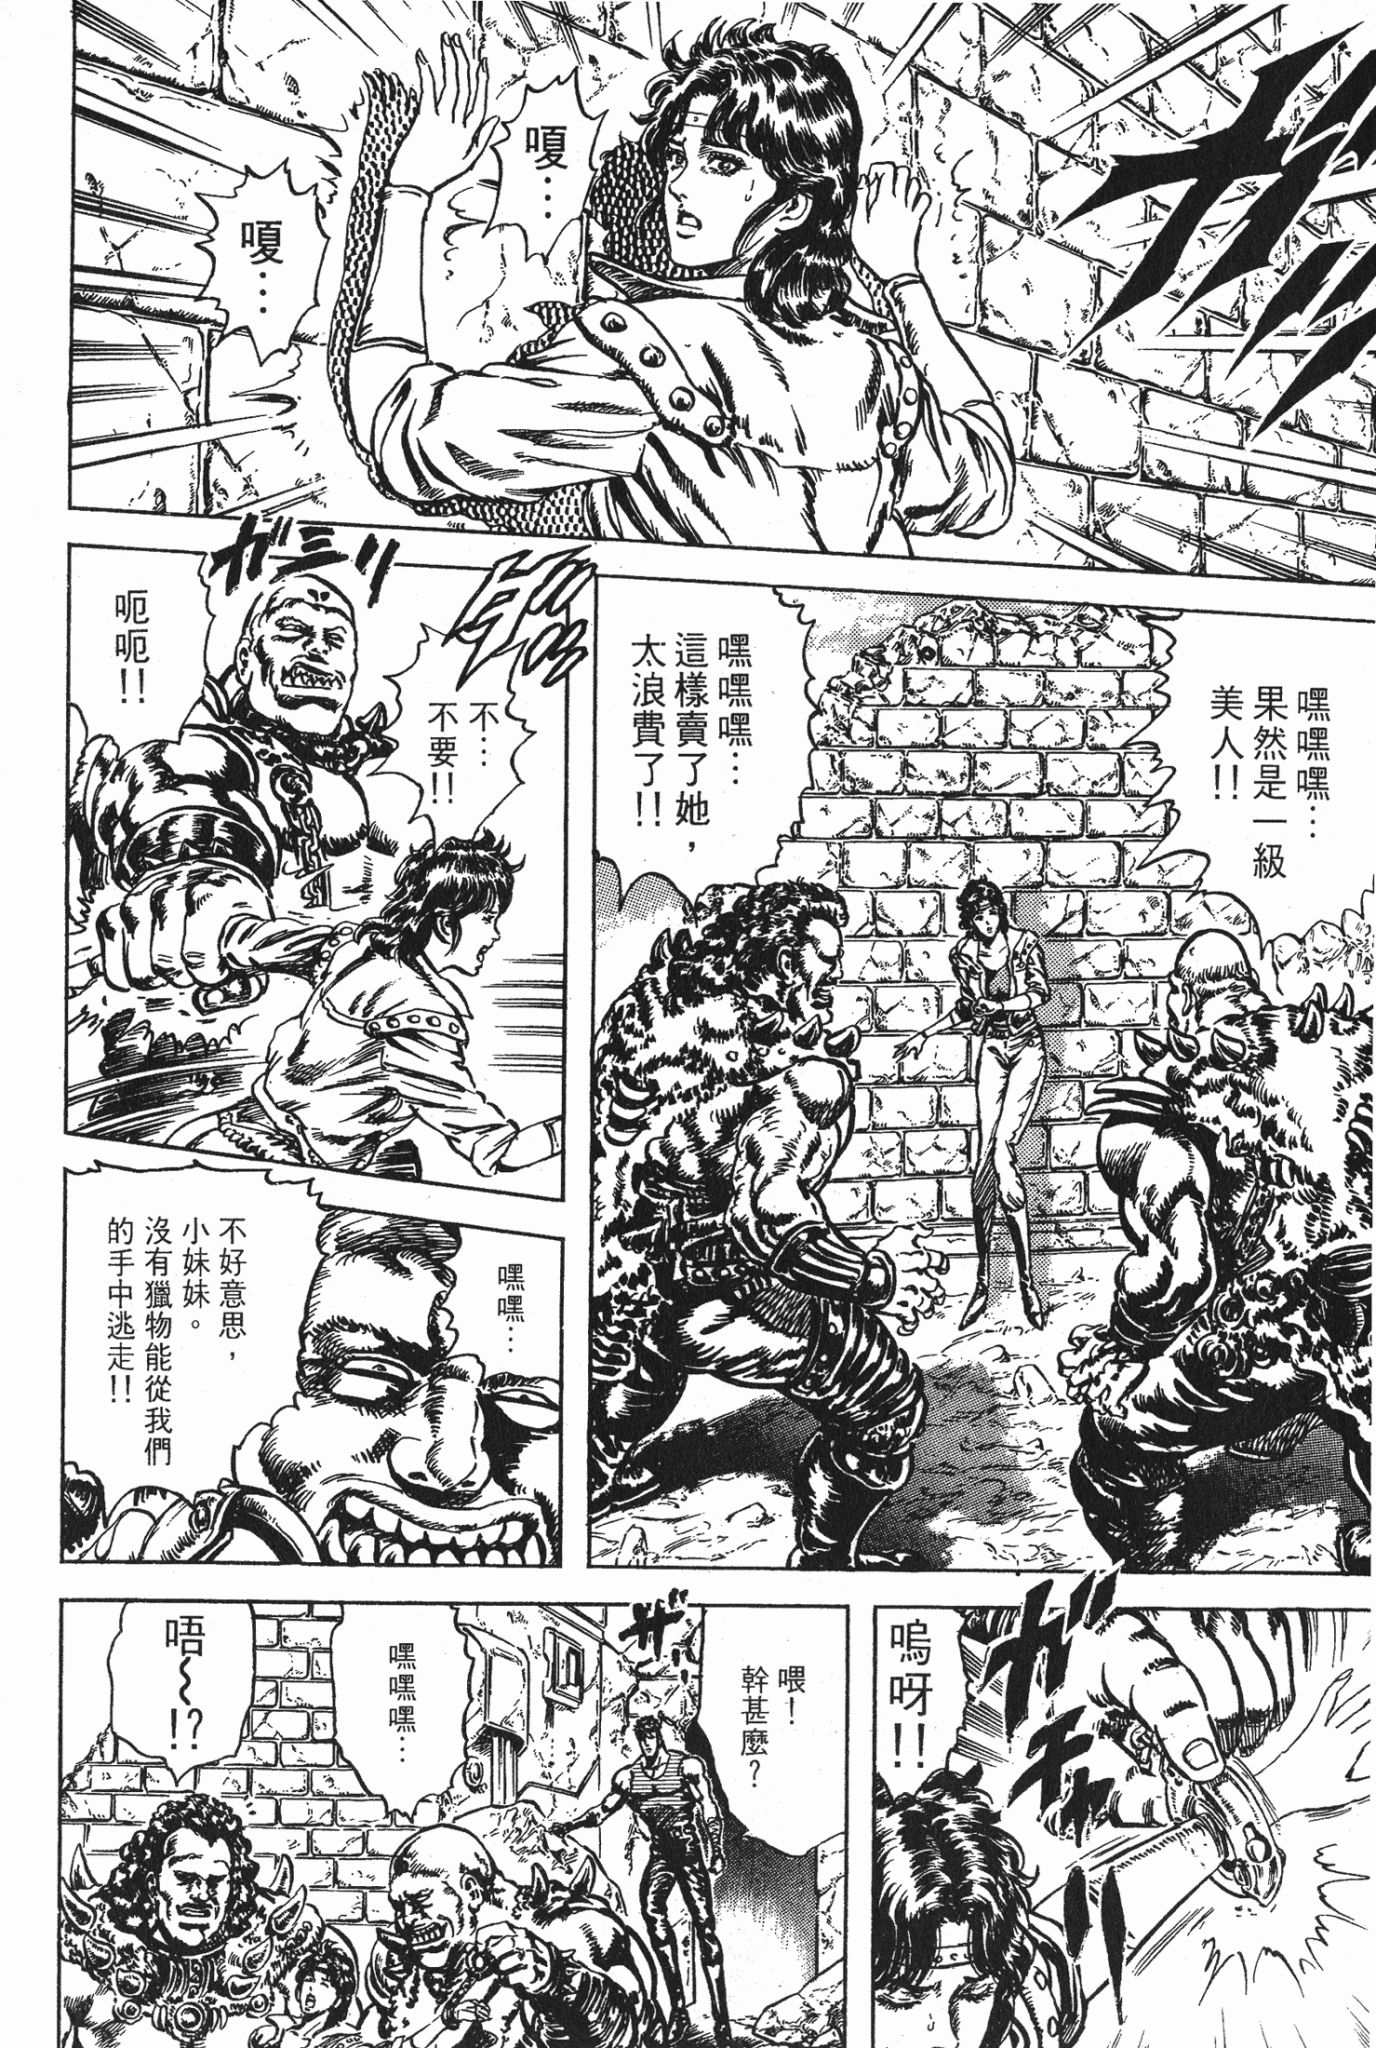 嗄⋯
嗄⋯
嘿嘿嘿⋯
果然是一級
美人!!
嘿嘿嘿⋯
這樣賣了她，
太浪費了!!
不⋯
不要!!
ガミリ
呃呃!!
嘿嘿⋯
不好意思，
小妹妹。
沒有獵物能從我們
的手中逃走!!
ガキ
嗚呀!!
喂！
幹甚麼？
ザ
嘿嘿嘿⋯
唔～!?